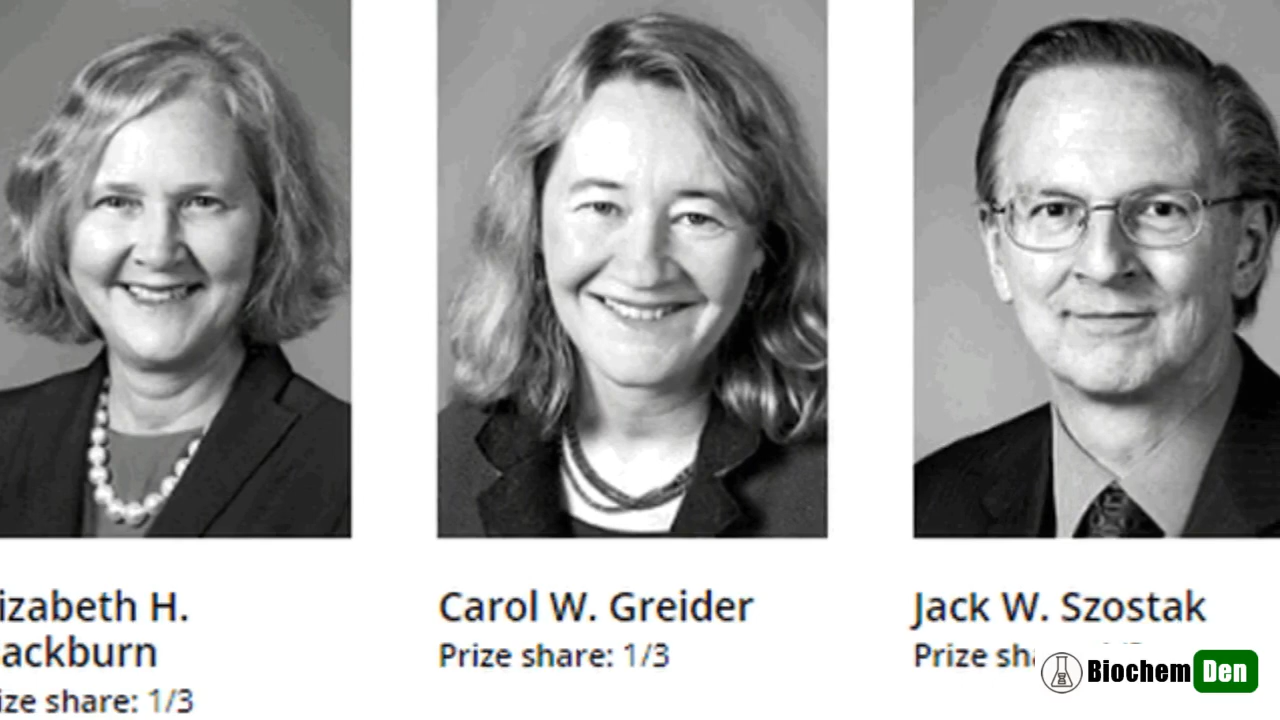 izabeth H.
ackburn
ize share: 1/3
Carol W. Greider
Prize share: 1/3
Jack W. Szostak
Prize sh
Biochem Den